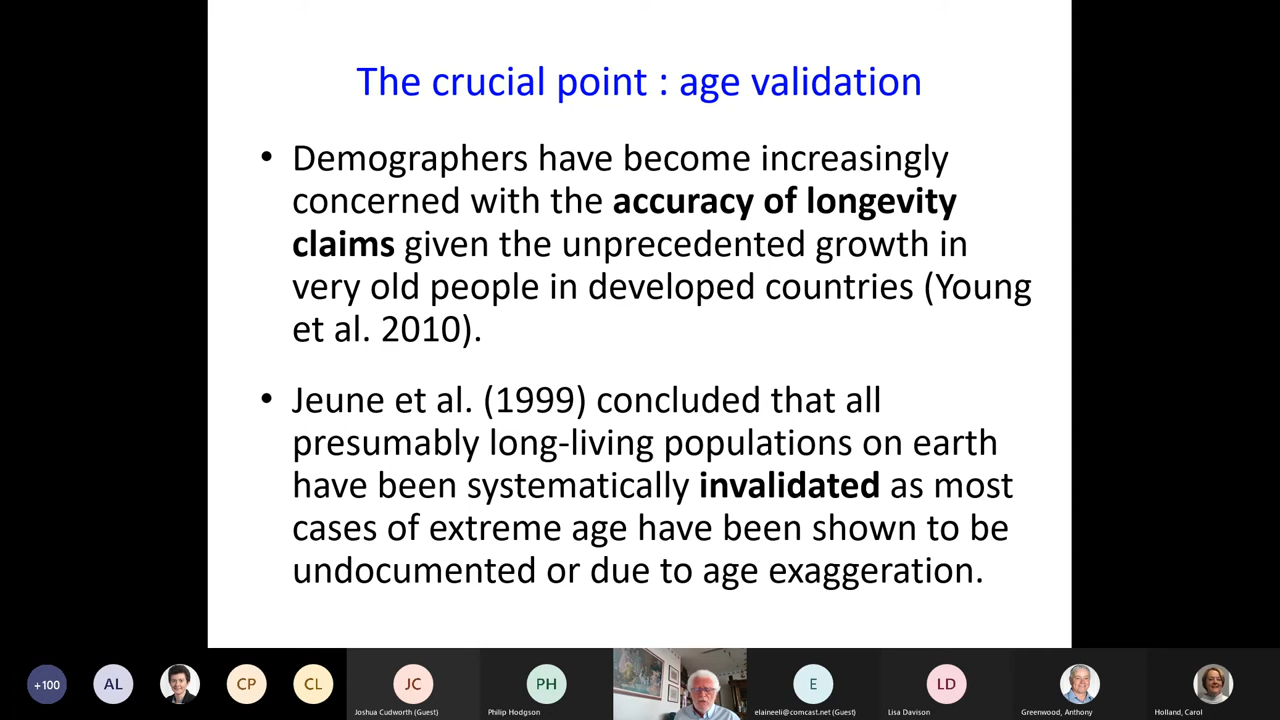 The crucial point : age validation
• Demographers have become increasingly
concerned with the accuracy of longevity
claims given the unprecedented growth in
very old people in developed countries (Young
et al. 2010).
• Jeune et al. (1999) concluded that all
presumably long-living populations on earth
have been systematically invalidated as most
cases of extreme age have been shown to be
undocumented or due to age exaggeration.
+100
AL
CP
CL
JC
PH
E
LD
Joshua Cudworth (Guest)
Philip Hodgson
elaineeli@comcast.net (Guest)
Lisa Davison
Greenwood, Anthony
Holland, Carol